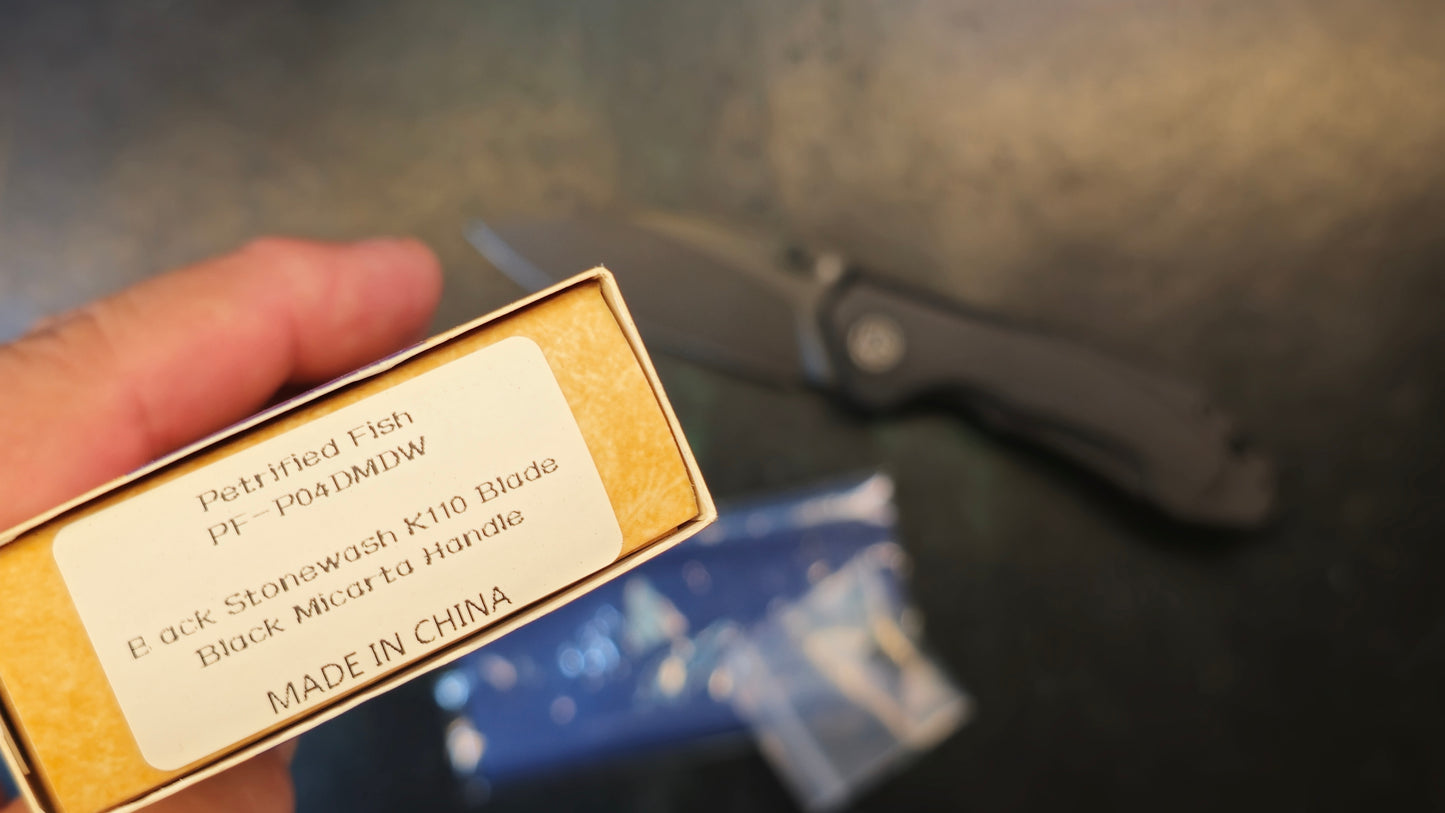 Petrified Fish
PF-P04DMDW
B ack Stonewash K110 Blade
Black Micarta Handle
MADE IN CHINA